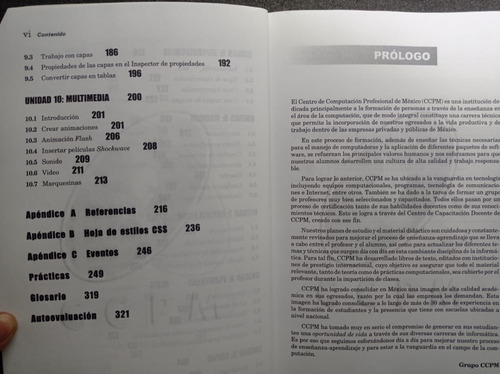 vi Contenido
9.3 Trabajo con capas 186
9.4 Propiedades de las capas en el Inspector de propiedades 192
9.5 Convertir capas en tablas 196
UNIDAD 10: MULTIMEDIA 200
10.1 Introducción 201
10.2 Crear animaciones 201
10.3 Animación Flash 206
10.4 Insertar películas Shockwave 208
10.5 Sonido 209
10.6 Video 211
10.7 Marquesinas 213
Apéndice A Referencias 216
Apéndice B Hoja de estilos CSS 236
Apéndice C Eventos 246
Prácticas 249
Glosario 319
Autoevaluación 321
PRÓLOGO
El Centro de Computación Profesional de México (CCPM) es una institución de-
dicada principalmente a la formación de personas a través de la enseñanza en
el área de computación, que de modo integral constituye una carrera técnica
que permite la incorporación de nuestros egresados a la vida productiva y de
trabajo dentro de las empresas privadas y públicas de México.
En este proceso de formación, además de enseñar las técnicas necesarias
para el manejo de computadoras y la aplicación de diferentes paquetes de soft-
ware, se refuerzan los principales valores humanos y nos esforzamos para que
nuestros alumnos desarrollen una cultura de alta calidad y trabajo responsa-
ble.
Para lograr lo anterior, CCPM se ha ubicado a la vanguardia en tecnología
incluyendo equipos computacionales, programas, tecnología de comunicacio-
nes e Internet, entre otros. También se ha dado a la tarea de formar un grupo
de profesores muy bien seleccionados y capacitados. Todos ellos pasan por un
proceso de certificación tanto de sus habilidades docentes como de sus conoci-
mientos técnicos. Esto se logra a través del Centro de Capacitación Docente de
CCPM, creado con ese fin.
Nuestros planes de estudio y material didáctico son cuidadosa y constante-
mente revisados para mejorar el proceso de enseñanza-aprendizaje que se lleva
a cabo entre el profesor y el alumno, así como para actualizar los diferentes te-
mas y técnicas que surgen día con día en esta cambiante disciplina de la informá-
tica. Para tal fin, CCPM ha desarrollado libros de texto, editados con institucio-
nes de prestigio internacional, cuyo objetivo es asegurar que todo el material
relevante, tanto de teoría como de prácticas computacionales, sea cubierto por el
profesor durante la impartición de clases.
CCPM ha logrado consolidar en México una imagen de alta calidad acadé-
mica en sus egresados, razón por la cual las empresas los demandan. Esta
imagen ha logrado consolidarse a lo largo de más de 20 años de experiencia en
la formación de estudiantes y la presencia que tiene con escuelas ubicadas a
nivel nacional.
CCPM ha tomado muy en serio el compromiso de generar en sus estudian-
tes una oportunidad de vida a través de sus diversas carreras de informática.
Es por eso que seguimos esforzándonos día a día para mejorar nuestro proceso
de enseñanza-aprendizaje y para estar a la vanguardia en el campo de la com-
putación.
Grupo CCPM